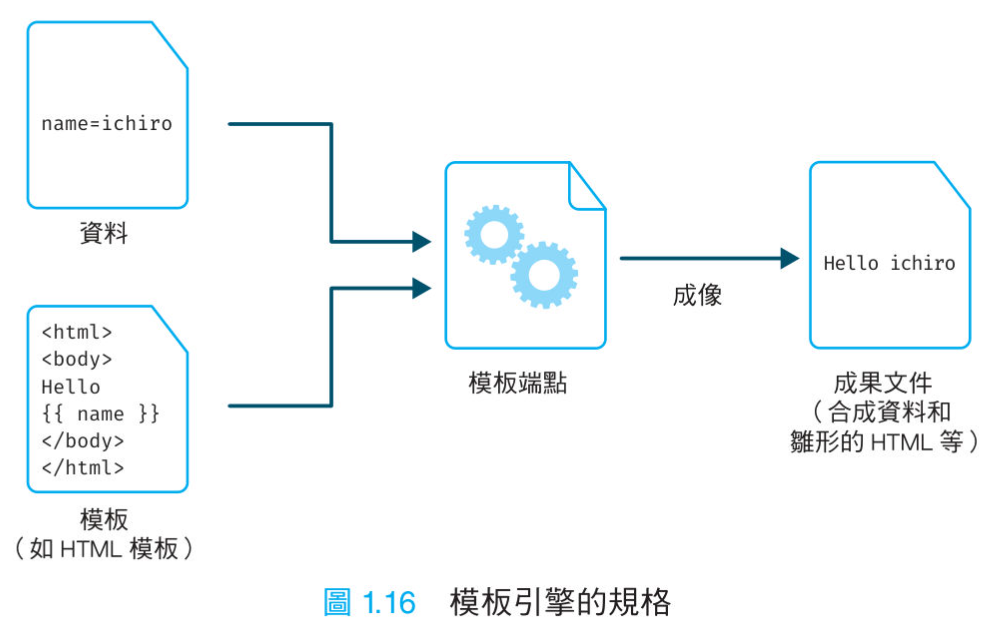 name=ichiro
資料
<html>
<body>
Hello
{{ name }}
</body>
</html>
模板
（如 HTML 模板）
模板端點
成像
Hello ichiro
成果文件
（合成資料和
雛形的 HTML 等）
圖 1.16 模板引擎的規格